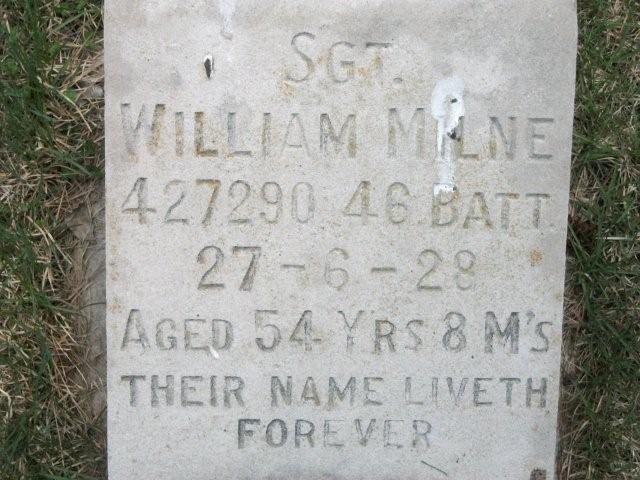 SGT.
WILLIAM MILNE
427290 46 BATT.
27-6-28
AGED 54 YRS 8 M'S
THEIR NAME LIVETH
FOREVER